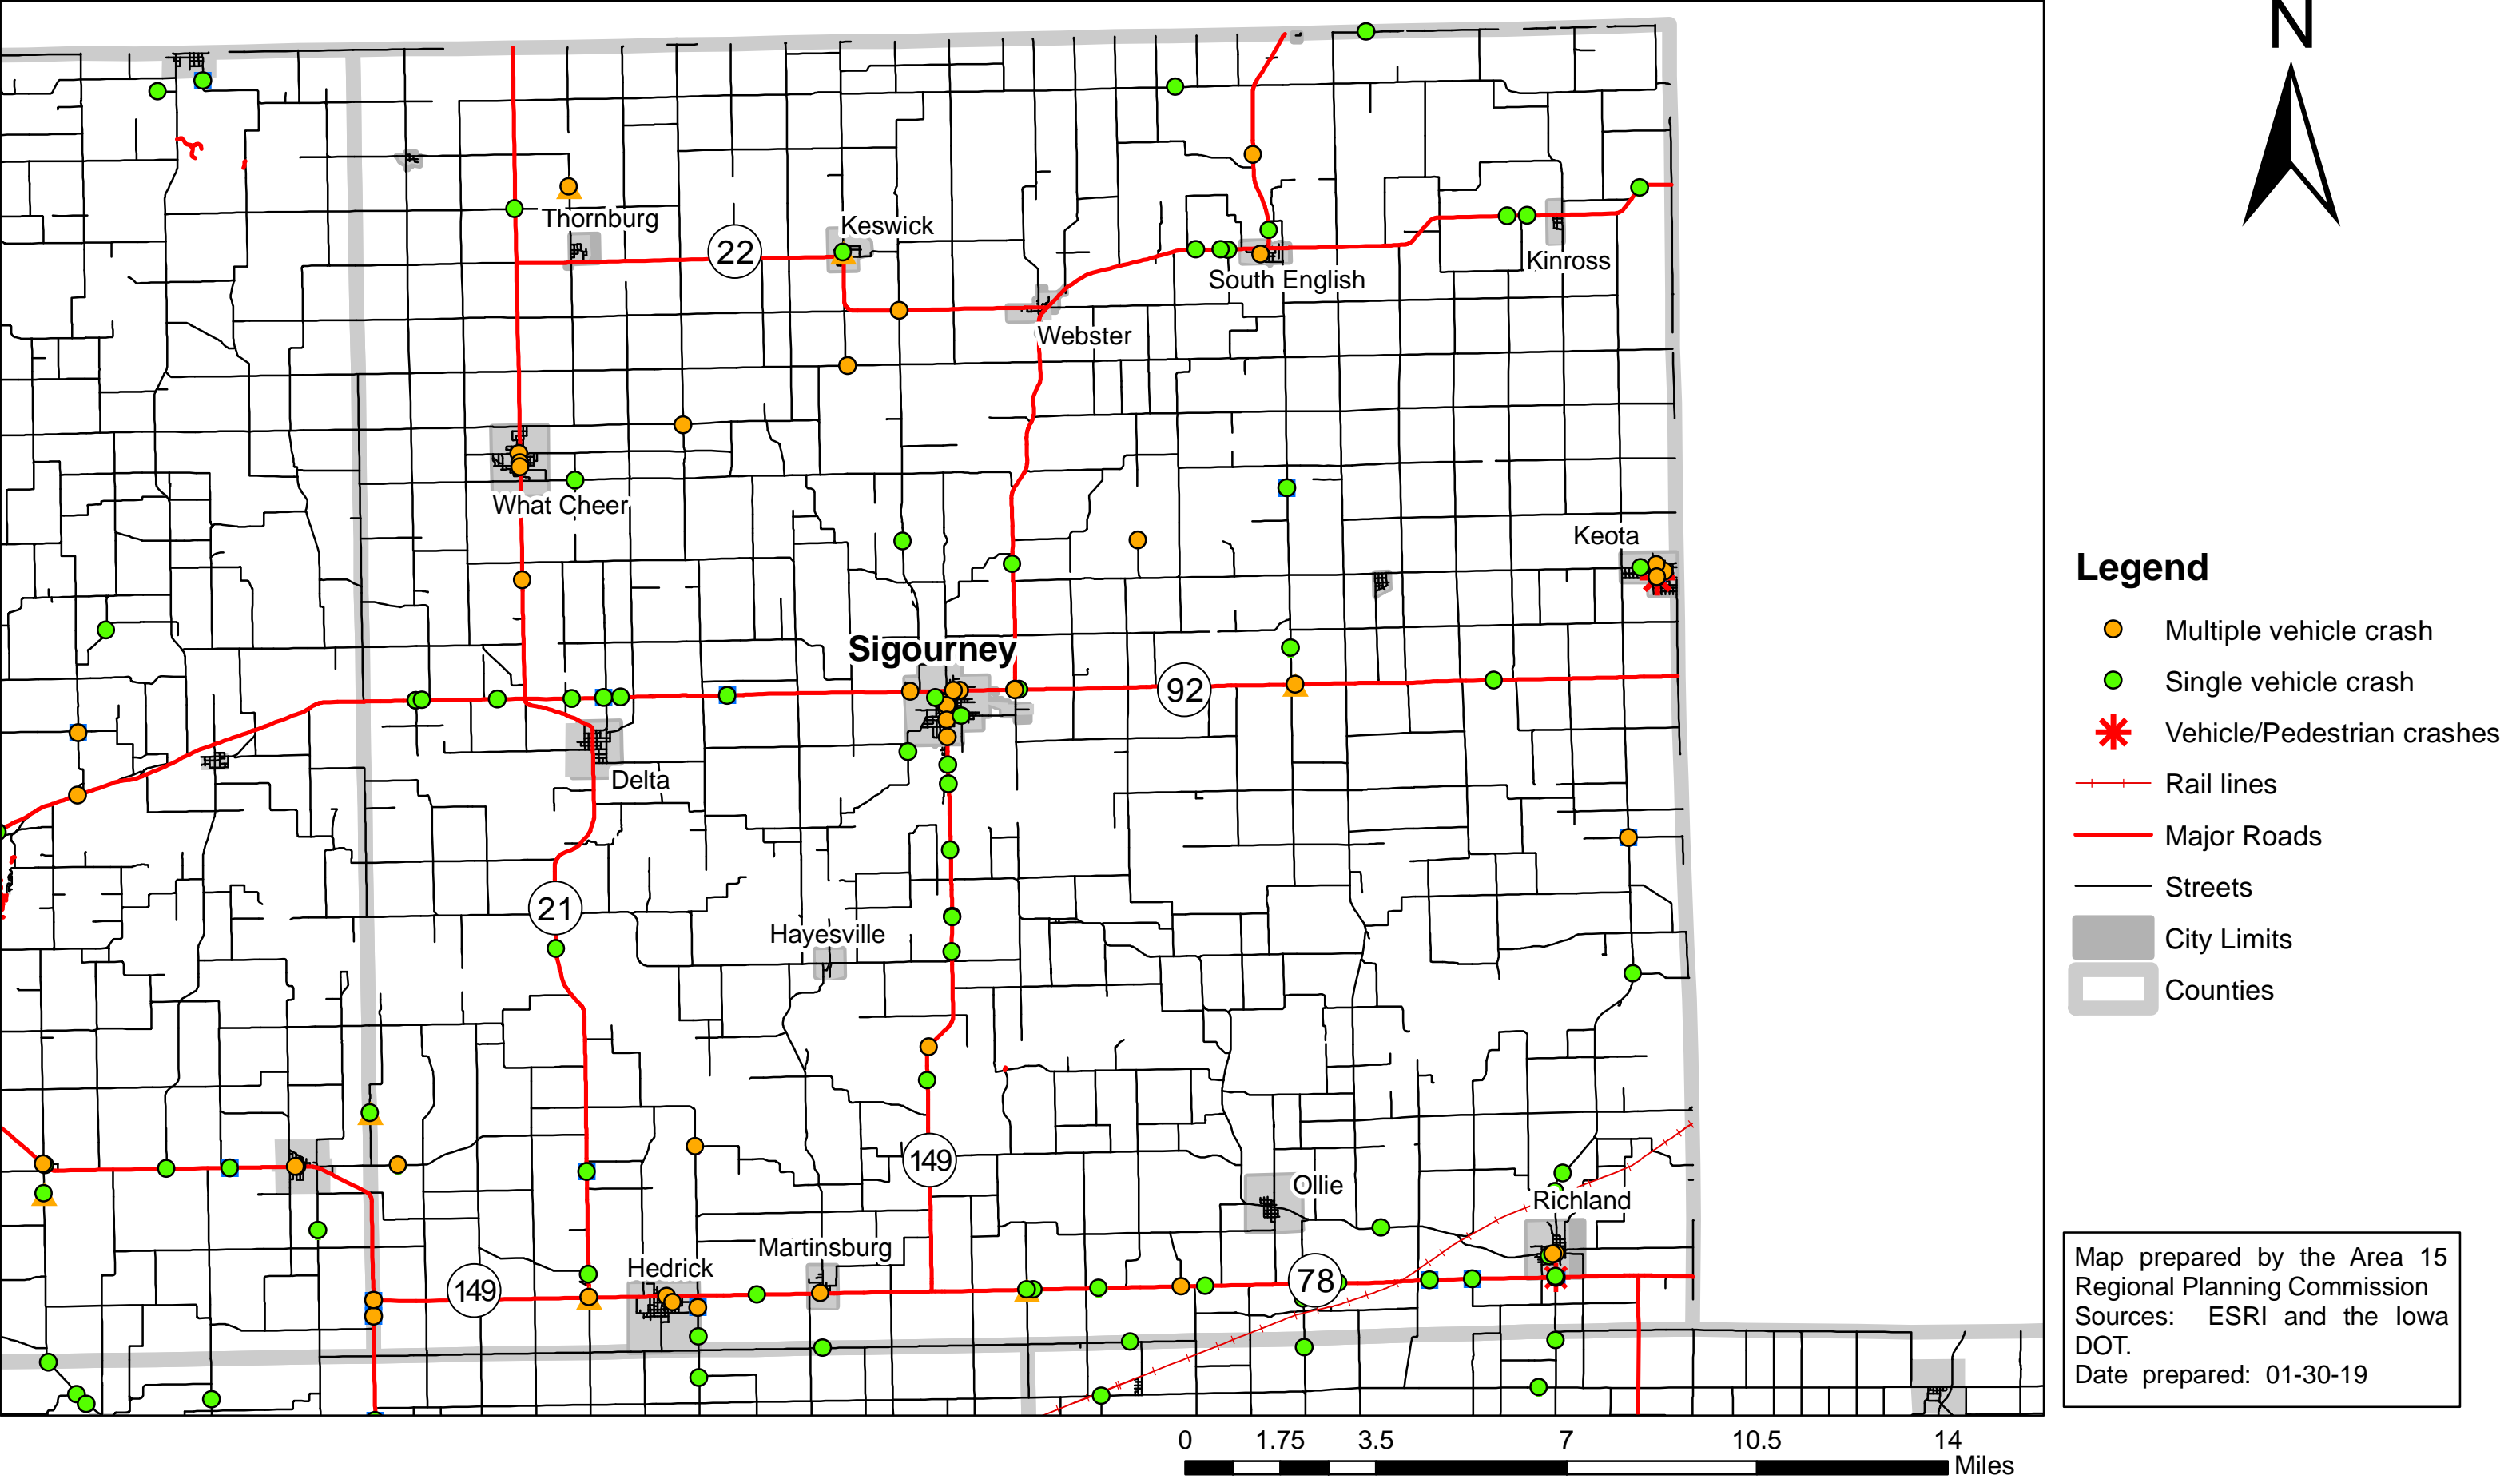 N
Thornburg
Keswick
22
South English
Kinross
Webster
What Cheer
Keota
Sigourney
92
Delta
21
Hayesville
149
Ollie
Richland
Martinsburg
Hedrick
149
78
Legend
Multiple vehicle crash
Single vehicle crash
Vehicle/Pedestrian crashes
Rail lines
Major Roads
Streets
City Limits
Counties
Map prepared by the Area 15
Regional Planning Commission
Sources: ESRI and the Iowa
DOT.
Date prepared: 01-30-19
0 1.75 3.5 7 10.5 14
Miles